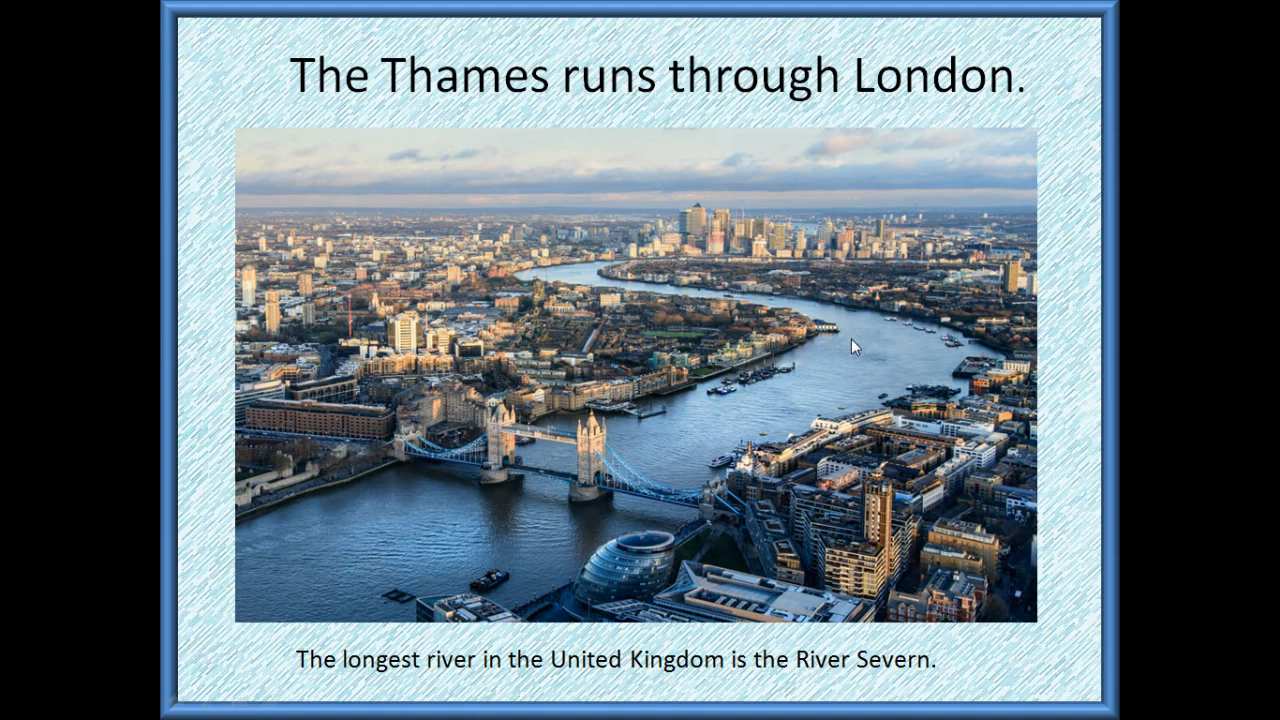 The Thames runs through London.
The longest river in the United Kingdom is the River Severn.